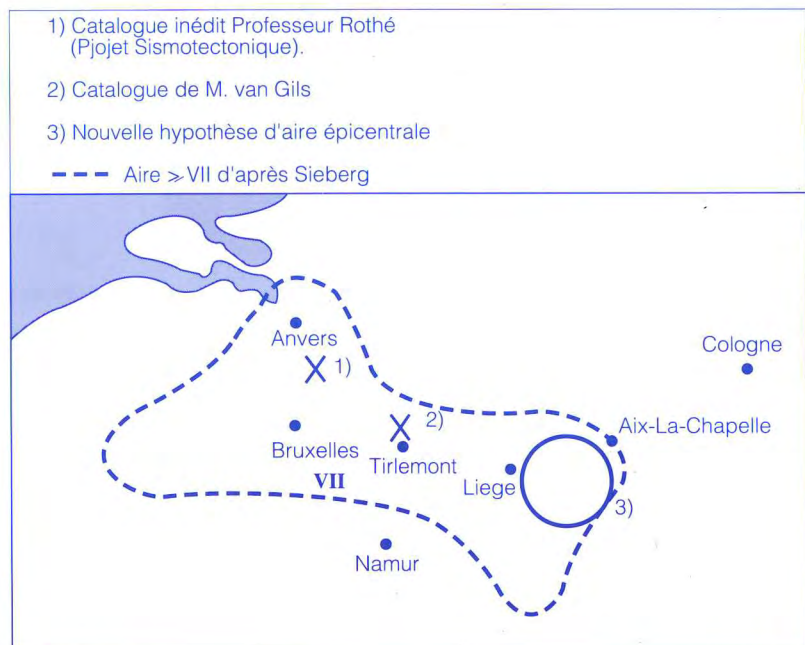 1) Catalogue inédit Professeur Rothé
(Pjojet Sismotectonique).
2) Catalogue de M. van Gils
3) Nouvelle hypothèse d'aire épicentrale
Aire ⩾ VII d'après Sieberg
Anvers
Cologne
1)
2)
Aix-La-Chapelle
Bruxelles
Tirlemont
VII
Liege
3)
Namur